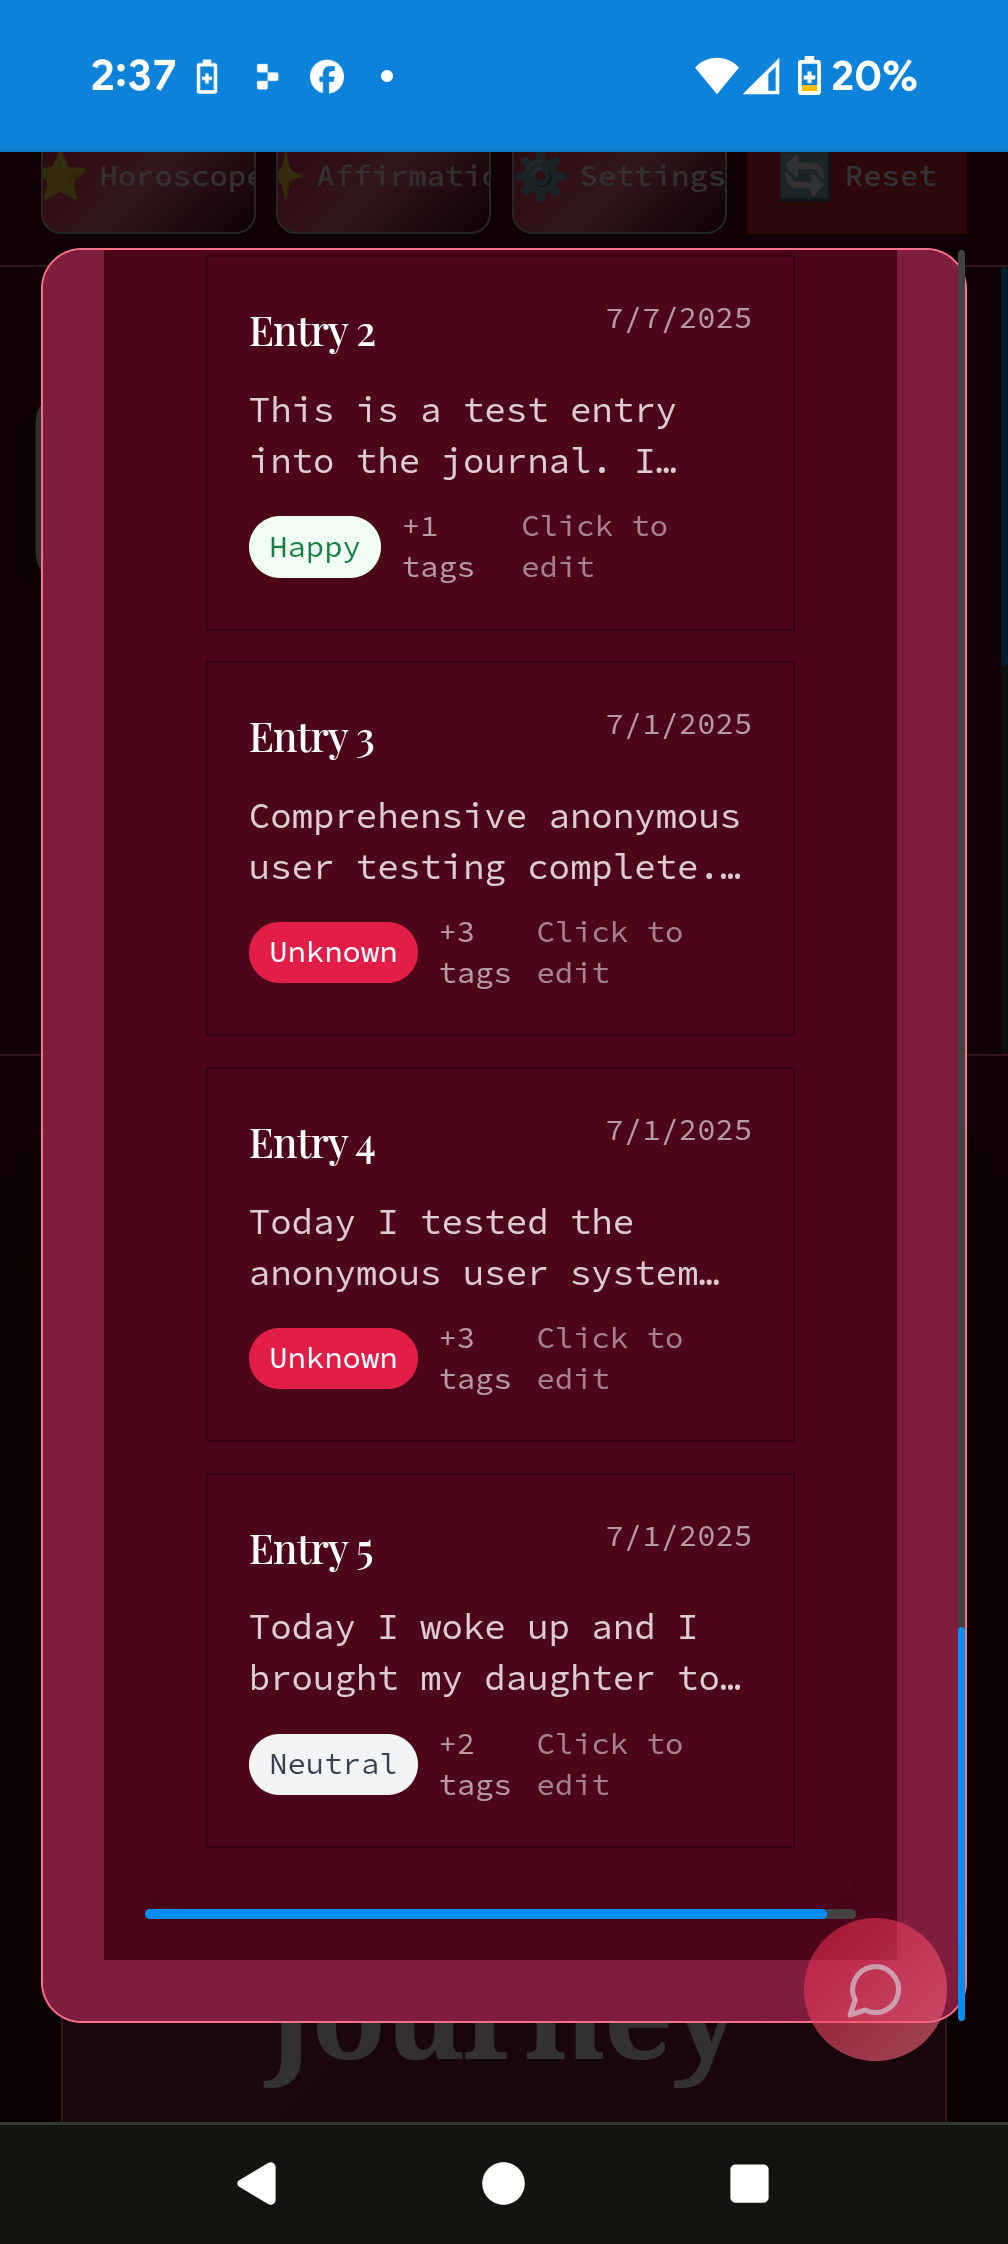 2:37
20%
Horoscope
Affirmatic
Settings
Reset
Entry 2
7/7/2025
This is a test entry
into the journal. I…
Happy
+1
tags
Click to
edit
Entry 3
7/1/2025
Comprehensive anonymous
user testing complete.…
Unknown
+3
tags
Click to
edit
Entry 4
7/1/2025
Today I tested the
anonymous user system…
Unknown
+3
tags
Click to
edit
Entry 5
7/1/2025
Today I woke up and I
brought my daughter to…
Neutral
+2
tags
Click to
edit
Journey